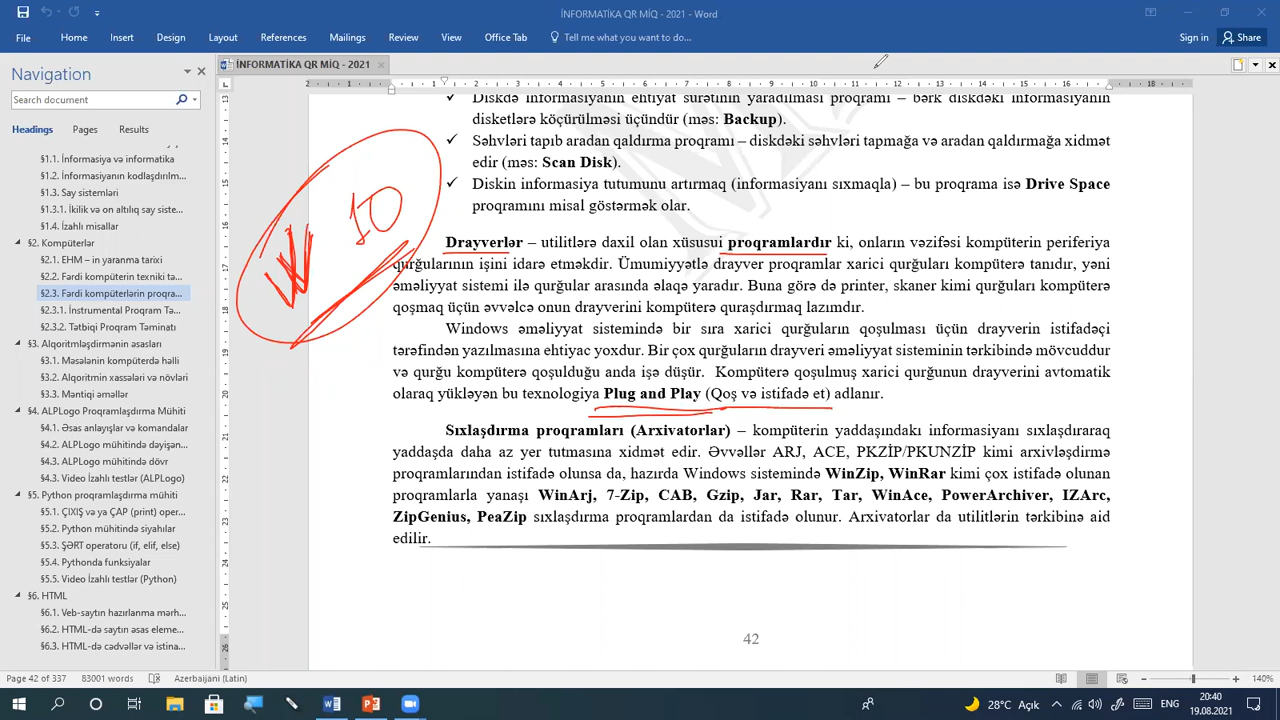 İNFORMATİKA QR MİQ - 2021 - Word
File Home Insert Design Layout References Mailings Review View Office Tab Tell me what you want to do... Sign in Share
İNFORMATİKA QR MİQ - 2021
Navigation
Search document
Headings Pages Results
§1.1. İnformasiya və informatika
§1.2. İnformasiyanın kodlaşdırılm...
§1.3. Say sistemləri
§1.3.1. İkilik və on altılıq say siste...
§1.4. İzahlı misallar
§2. Kompüterlər
§2.1. EHM – in yaranma tarixi
§2.2. Fərdi kompüterin texniki tə...
§2.3. Fərdi kompüterlərin proqra...
§2.3.1. İnstrumental Proqram Tə...
§2.3.2. Tətbiqi Proqram Təminatı
§3. Alqoritmləşdirmənin əsasları
§3.1. Məsələnin kompüterdə həlli
§3.2. Alqoritmin xassələri və növləri
§3.3. Məntiqi əməllər
§4. ALPLogo Proqramlaşdırma Mühiti
§4.1. Əsas anlayışlar və komandalar
§4.2. ALPLogo mühitində dəyişən...
§4.3. ALPLogo mühitində dövr
§4.3. Video İzahlı testlər (ALPLogo)
§5. Python proqramlaşdırma mühiti
§5.1. ÇIXIŞ və ya ÇAP (print) oper...
§5.2. Python mühitində siyahılar
§5.3. ŞƏRT operatoru (if, elif, else)
§5.4. Pythonda funksiyalar
§5.5. Video İzahlı testlər (Python)
§6. HTML
§6.1. Veb-saytın hazırlanma mərh...
§6.2. HTML-də saytın əsas eleme...
§6.3. HTML-də cədvəllər və istina...
Diskdə informasiyanın ehtiyat surətinin yaradılması proqramı – bərk diskdəki informasiyanın
disketlərə köçürülməsi üçündür (məs: Backup).
Səhvləri tapıb aradan qaldırma proqramı – diskdəki səhvləri tapmağa və aradan qaldırmağa xidmət
edir (məs: Scan Disk).
Diskin informasiya tutumunu artırmaq (informasiyanı sıxmaqla) – bu proqrama isə Drive Space
proqramını misal göstərmək olar.
W 10
Drayverlər – utilitlərə daxil olan xüsusui proqramlardır ki, onların vəzifəsi kompüterin periferiya
qurğularının işini idarə etməkdir. Ümumiyyətlə drayver proqramlar xarici qurğuları kompüterə tanıdır, yəni
əməliyyat sistemi ilə qurğular arasında əlaqə yaradır. Buna görə də printer, skaner kimi qurğuları kompüterə
qoşmaq üçün əvvəlcə onun drayverini kompüterə quraşdırmaq lazımdır.
Windows əməliyyat sistemində bir sıra xarici qurğuların qoşulması üçün drayverin istifadəçi
tərəfindən yazılmasına ehtiyac yoxdur. Bir çox qurğuların drayveri əməliyyat sisteminin tərkibində mövcuddur
və qurğu kompüterə qoşulduğu anda işə düşür. Kompüterə qoşulmuş xarici qurğunun drayverini avtomatik
olaraq yükləyən bu texnologiya Plug and Play (Qoş və istifadə et) adlanır.
Sıxlaşdırma proqramları (Arxivatorlar) – kompüterin yaddaşındakı informasiyanı sıxlaşdıraraq
yaddaşda daha az yer tutmasına xidmət edir. Əvvəllər ARJ, ACE, PKZİP/PKUNZİP kimi arxivləşdirmə
proqramlarından istifadə olunsa da, hazırda Windows sistemində WinZip, WinRar kimi çox istifadə olunan
proqramlarla yanaşı WinArj, 7-Zip, CAB, Gzip, Jar, Rar, Tar, WinAce, PowerArchiver, IZArc,
ZipGenius, PeaZip sıxlaşdırma proqramlardan da istifadə olunur. Arxivatorlar da utilitlərin tərkibinə aid
edilir.
42
Page 42 of 337 83001 words Azerbaijani (Latin) 140%
28°C Açık 20:40
19.08.2021